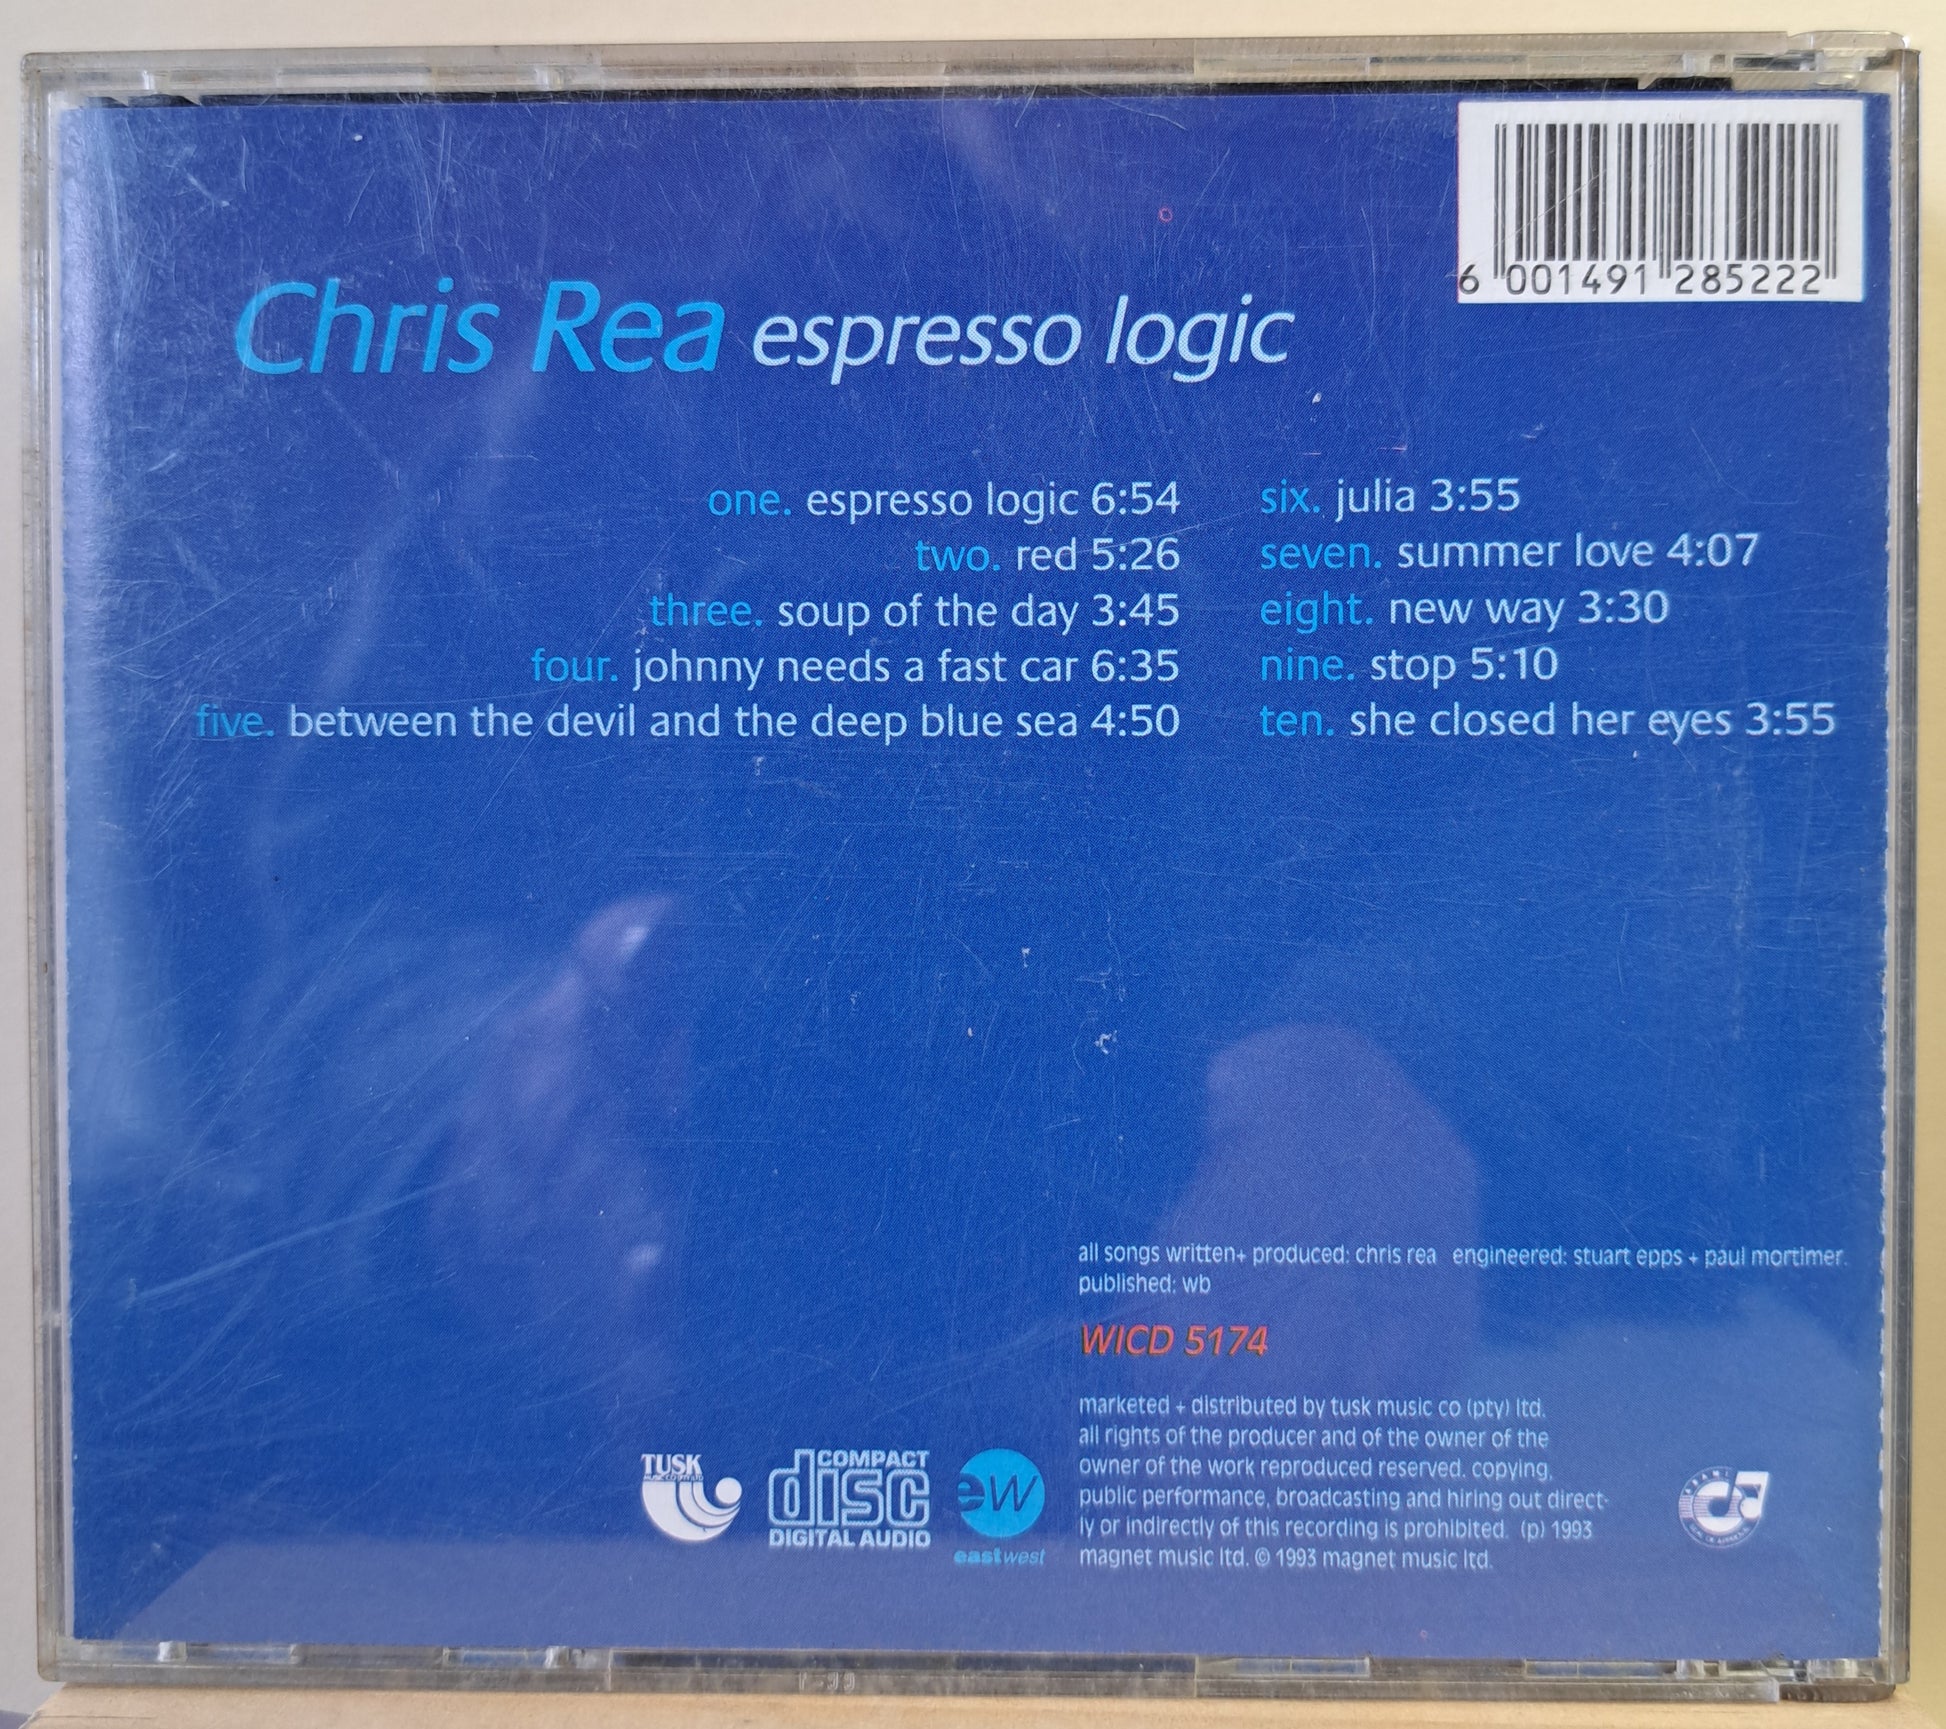 6 001491 285222
Chris Rea espresso logic
one. espresso logic 6:54
two. red 5:26
three. soup of the day 3:45
four. johnny needs a fast car 6:35
five. between the devil and the deep blue sea 4:50
six. julia 3:55
seven. summer love 4:07
eight. new way 3:30
nine. stop 5:10
ten. she closed her eyes 3:55
all songs written+ produced: chris rea engineered: stuart epps + paul mortimer.
published: wb
WICD 5174
marketed + distributed by tusk music co (pty) ltd.
all rights of the producer and of the owner of the
owner of the work reproduced reserved. copying,
public performance, broadcasting and hiring out direct-
ly or indirectly of this recording is prohibited. (p) 1993
magnet music ltd. © 1993 magnet music ltd.
TUSK
MUSIC CO (PTY) LTD
COMPACT
disc
DIGITAL AUDIO
ew
eastwest